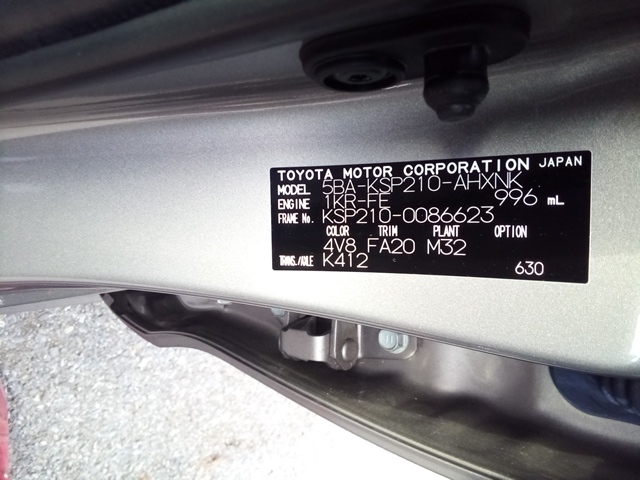 TOYOTA MOTOR CORPORATION JAPAN
MODEL 5BA-KSP210-AHXNK
ENGINE 1KR-FE 996 mL
FRAME No. KSP210-0086623
COLOR TRIM PLANT OPTION
4V8 FA20 M32
TRANS./AXLE K412
630